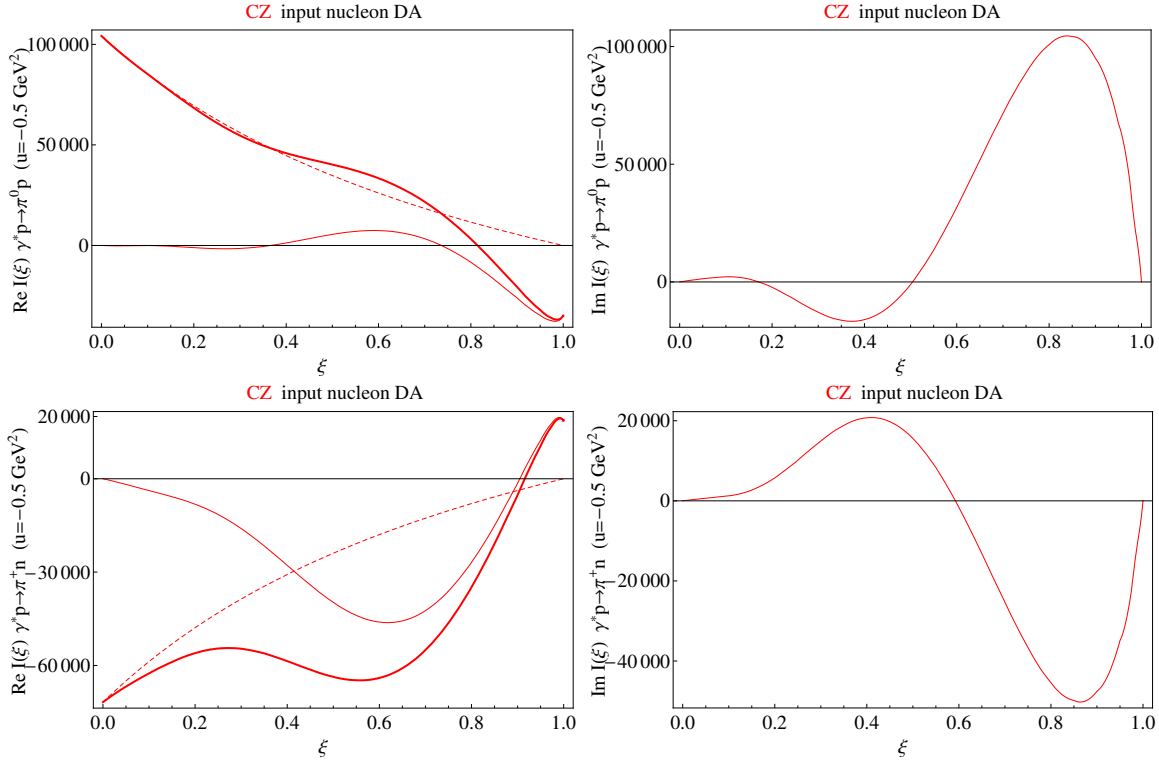 CZ input nucleon DA
Re I(ξ) γ*p→π⁰p (u=−0.5 GeV²)
100 000
50 000
0
0.0 0.2 0.4 0.6 0.8 1.0
ξ
CZ input nucleon DA
Im I(ξ) γ*p→π⁰p (u=−0.5 GeV²)
100 000
50 000
0
0.0 0.2 0.4 0.6 0.8 1.0
ξ
CZ input nucleon DA
Re I(ξ) γ*p→π⁺n (u=−0.5 GeV²)
20 000
0
−30 000
−60 000
0.0 0.2 0.4 0.6 0.8 1.0
ξ
CZ input nucleon DA
Im I(ξ) γ*p→π⁺n (u=−0.5 GeV²)
20 000
0
−20 000
−40 000
0.0 0.2 0.4 0.6 0.8 1.0
ξ